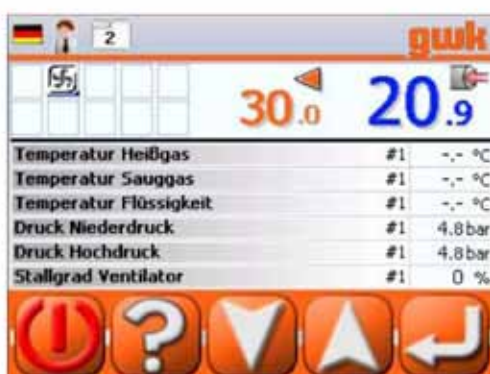 2 gwk
30.0 20.9
Temperatur Heißgas #1 -.- °C
Temperatur Sauggas #1 -.- °C
Temperatur Flüssigkeit #1 -.- °C
Druck Niederdruck #1 4.8 bar
Druck Hochdruck #1 4.8 bar
Stallgrad Ventilator #1 0 %
?